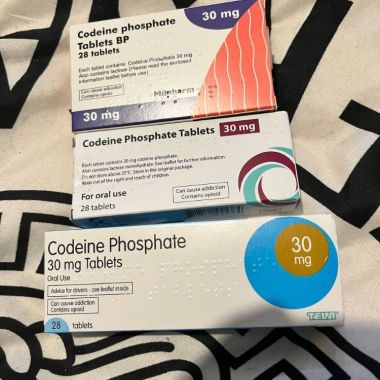 Codeine phosphate
Tablets BP
28 tablets
30 mg
Each tablet contains: Codeine Phosphate 30 mg
Also contains lactose (Please read the enclosed
information leaflet before use)
Can cause addiction
Contains opioid
Milpharm
30 mg
Codeine Phosphate Tablets 30 mg
Each tablet contains 30 mg codeine phosphate.
Also contains lactose monohydrate. See leaflet for further information.
Do not store above 25°C. Store in the original package.
Keep out of the sight and reach of children.
For oral use
28 tablets
Can cause addiction
Contains opioid
Codeine Phosphate
30 mg Tablets
30
mg
Oral Use
Advice for drivers - see leaflet inside
Can cause addiction
Contains opioid
28 tablets
TEVA